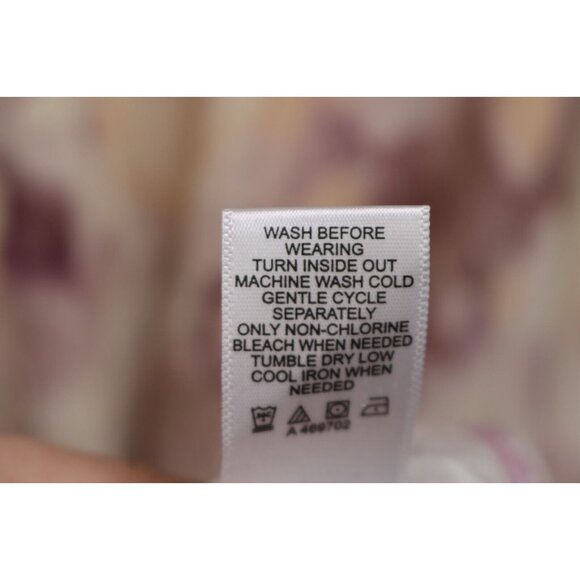 WASH BEFORE
WEARING
TURN INSIDE OUT
MACHINE WASH COLD
GENTLE CYCLE
SEPARATELY
ONLY NON-CHLORINE
BLEACH WHEN NEEDED
TUMBLE DRY LOW
COOL IRON WHEN
NEEDED
A 469702